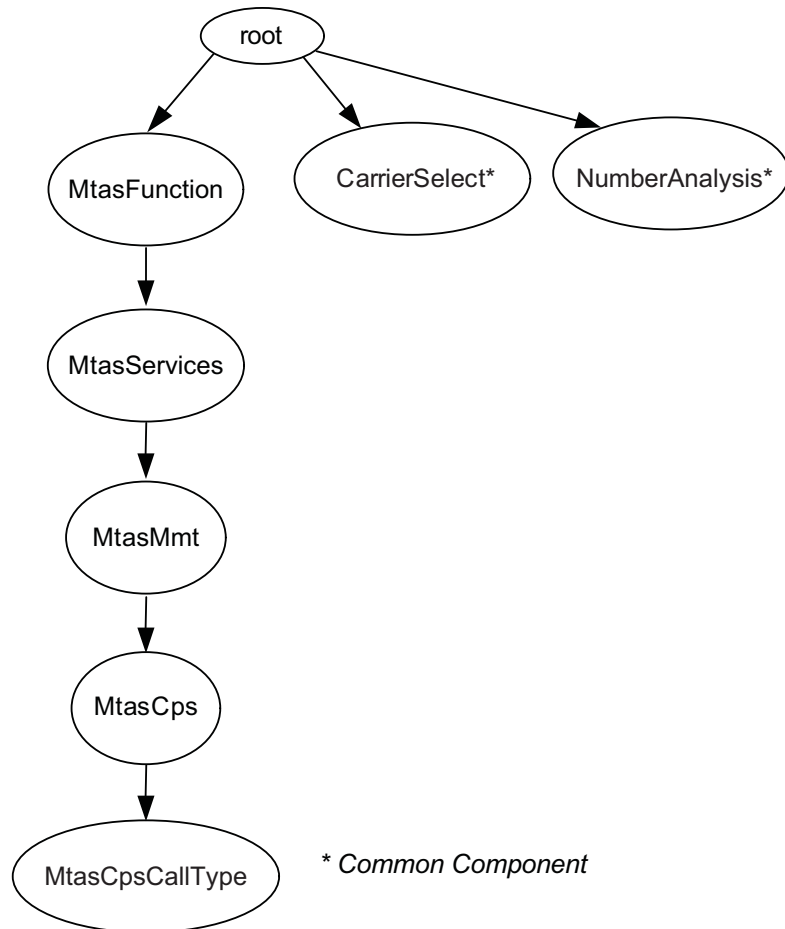 root
MtasFunction
CarrierSelect*
NumberAnalysis*
MtasServices
MtasMmt
MtasCps
MtasCpsCallType
* Common Component